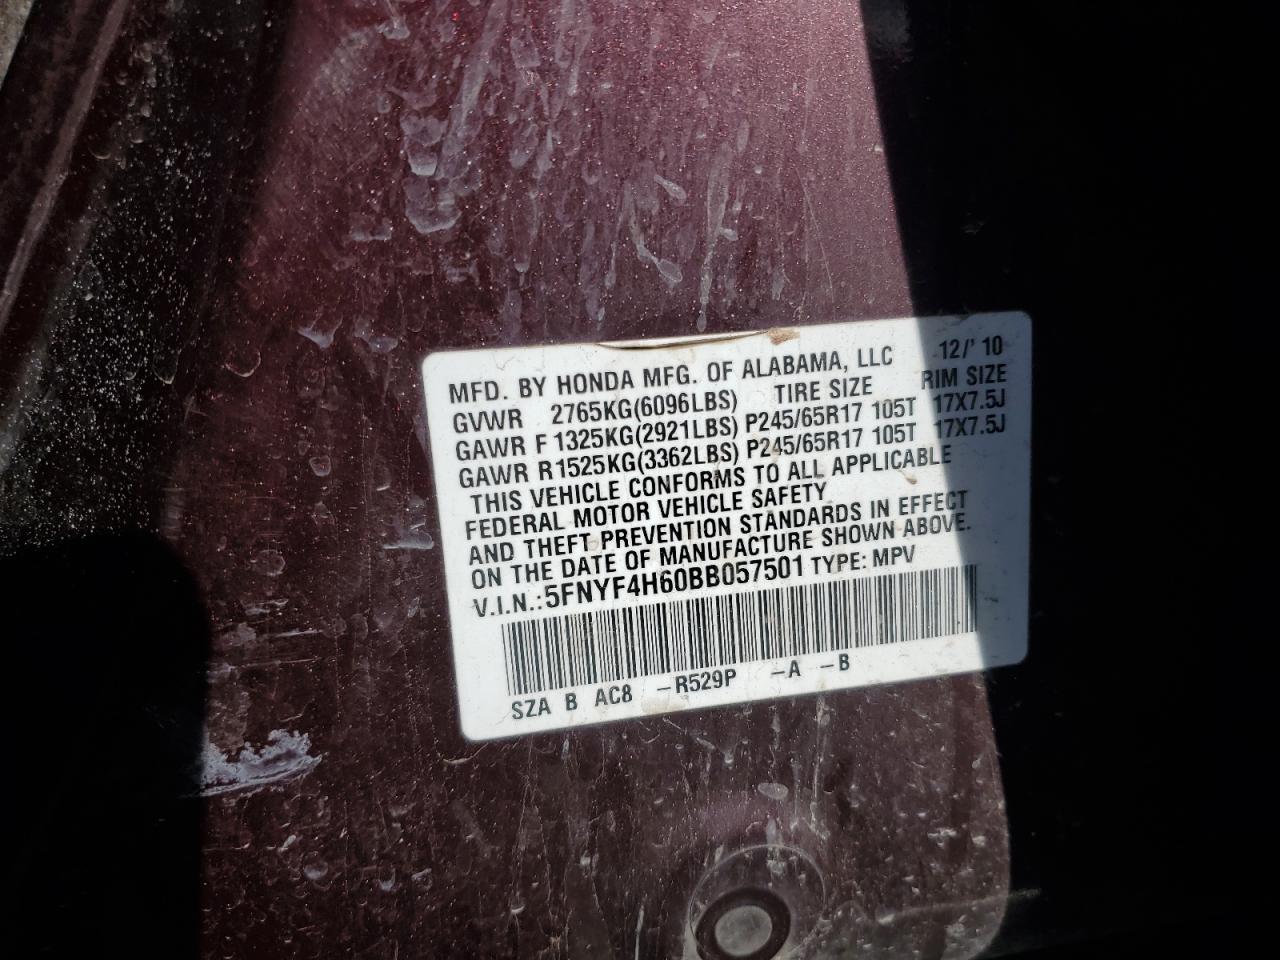 MFD. BY HONDA MFG. OF ALABAMA, LLC 12/' 10
GVWR 2765KG(6096LBS) TIRE SIZE RIM SIZE
GAWR F 1325KG(2921LBS) P245/65R17 105T 17X7.5J
GAWR R1525KG(3362LBS) P245/65R17 105T 17X7.5J
THIS VEHICLE CONFORMS TO ALL APPLICABLE
FEDERAL MOTOR VEHICLE SAFETY
AND THEFT PREVENTION STANDARDS IN EFFECT
ON THE DATE OF MANUFACTURE SHOWN ABOVE.
V.I.N.:5FNYF4H60BB057501 TYPE: MPV
SZA B AC8 -R529P -A -B